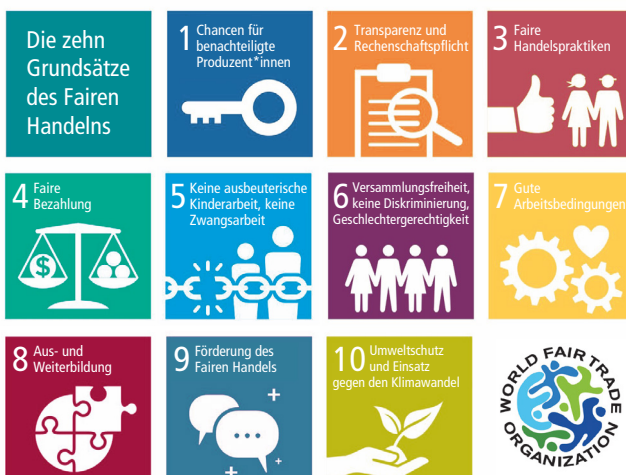 Die zehn
Grundsätze
des Fairen
Handelns
1 Chancen für
benachteiligte
Produzent*innen
2 Transparenz und
Rechenschaftspflicht
3 Faire
Handelspraktiken
4 Faire
Bezahlung
$
5 Keine ausbeuterische
Kinderarbeit, keine
Zwangsarbeit
6 Versammlungsfreiheit,
keine Diskriminierung,
Geschlechtergerechtigkeit
7 Gute
Arbeitsbedingungen
8 Aus- und
Weiterbildung
9 Förderung des
Fairen Handels
10 Umweltschutz
und Einsatz
gegen den Klimawandel
WORLD FAIR TRADE
ORGANIZATION